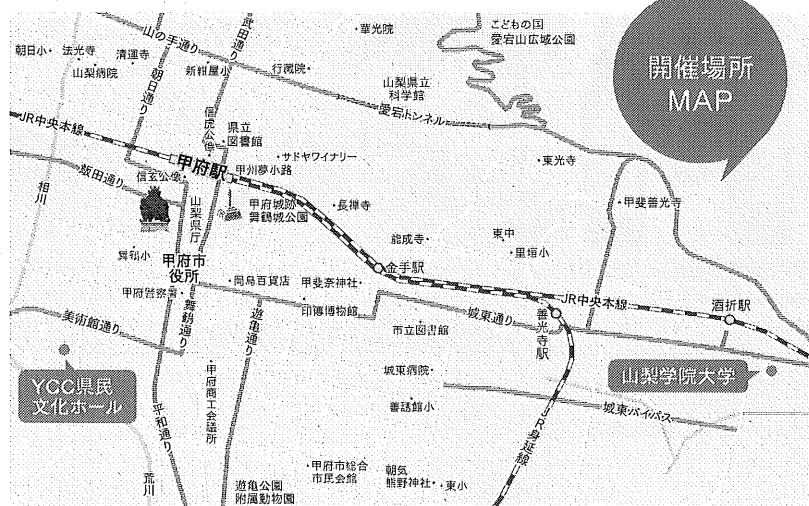 開催場所
MAP
こどもの国
愛宕山広域公園
華光院
武田通り
山の手通り
朝日小
法光寺
清運寺
山梨病院
朝日通り
新紺屋小
行蔵院
山梨県立
科学館
愛宕トンネル
JR中央本線
信虎公像
県立
図書館
サドヤワイナリー
東光寺
飯田通り
信玄公像
甲府駅
甲州夢小路
相川
山梨県庁
甲府城跡
舞鶴城公園
長禅寺
甲斐善光寺
能成寺
東中
里垣小
舞鶴小
甲府市
役所
金手駅
岡島百貨店
甲斐奈神社
JR中央本線
酒折駅
甲府警察署
印傳博物館
舞鶴通り
遊亀通り
城東通り
善光寺駅
美術館通り
市立図書館
YCC県民
文化ホール
甲府商工会議所
城東病院
山梨学院大学
善誘館小
城東バイパス
平和通り
JR身延線
荒川
遊亀公園
附属動物園
甲府市総合
市民会館
朝気
熊野神社
東小